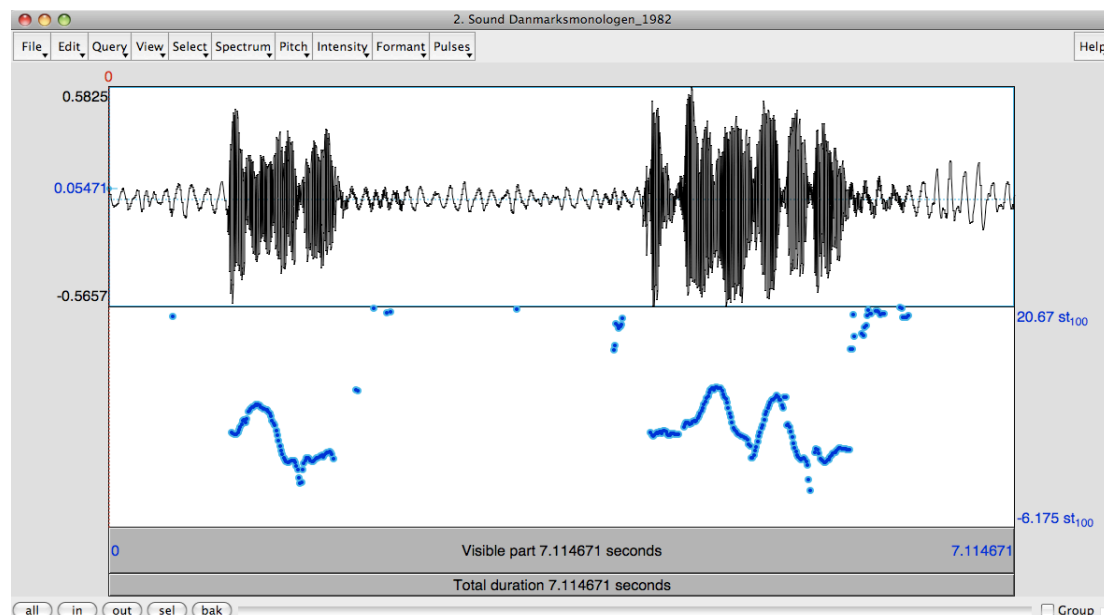 2. Sound Danmarksmonologen_1982
File Edit Query View Select Spectrum Pitch Intensity Formant Pulses Help
0
0.5825
0.05471
-0.5657
20.67 st100
-6.175 st100
0 Visible part 7.114671 seconds 7.114671
Total duration 7.114671 seconds
all in out sel bak Group